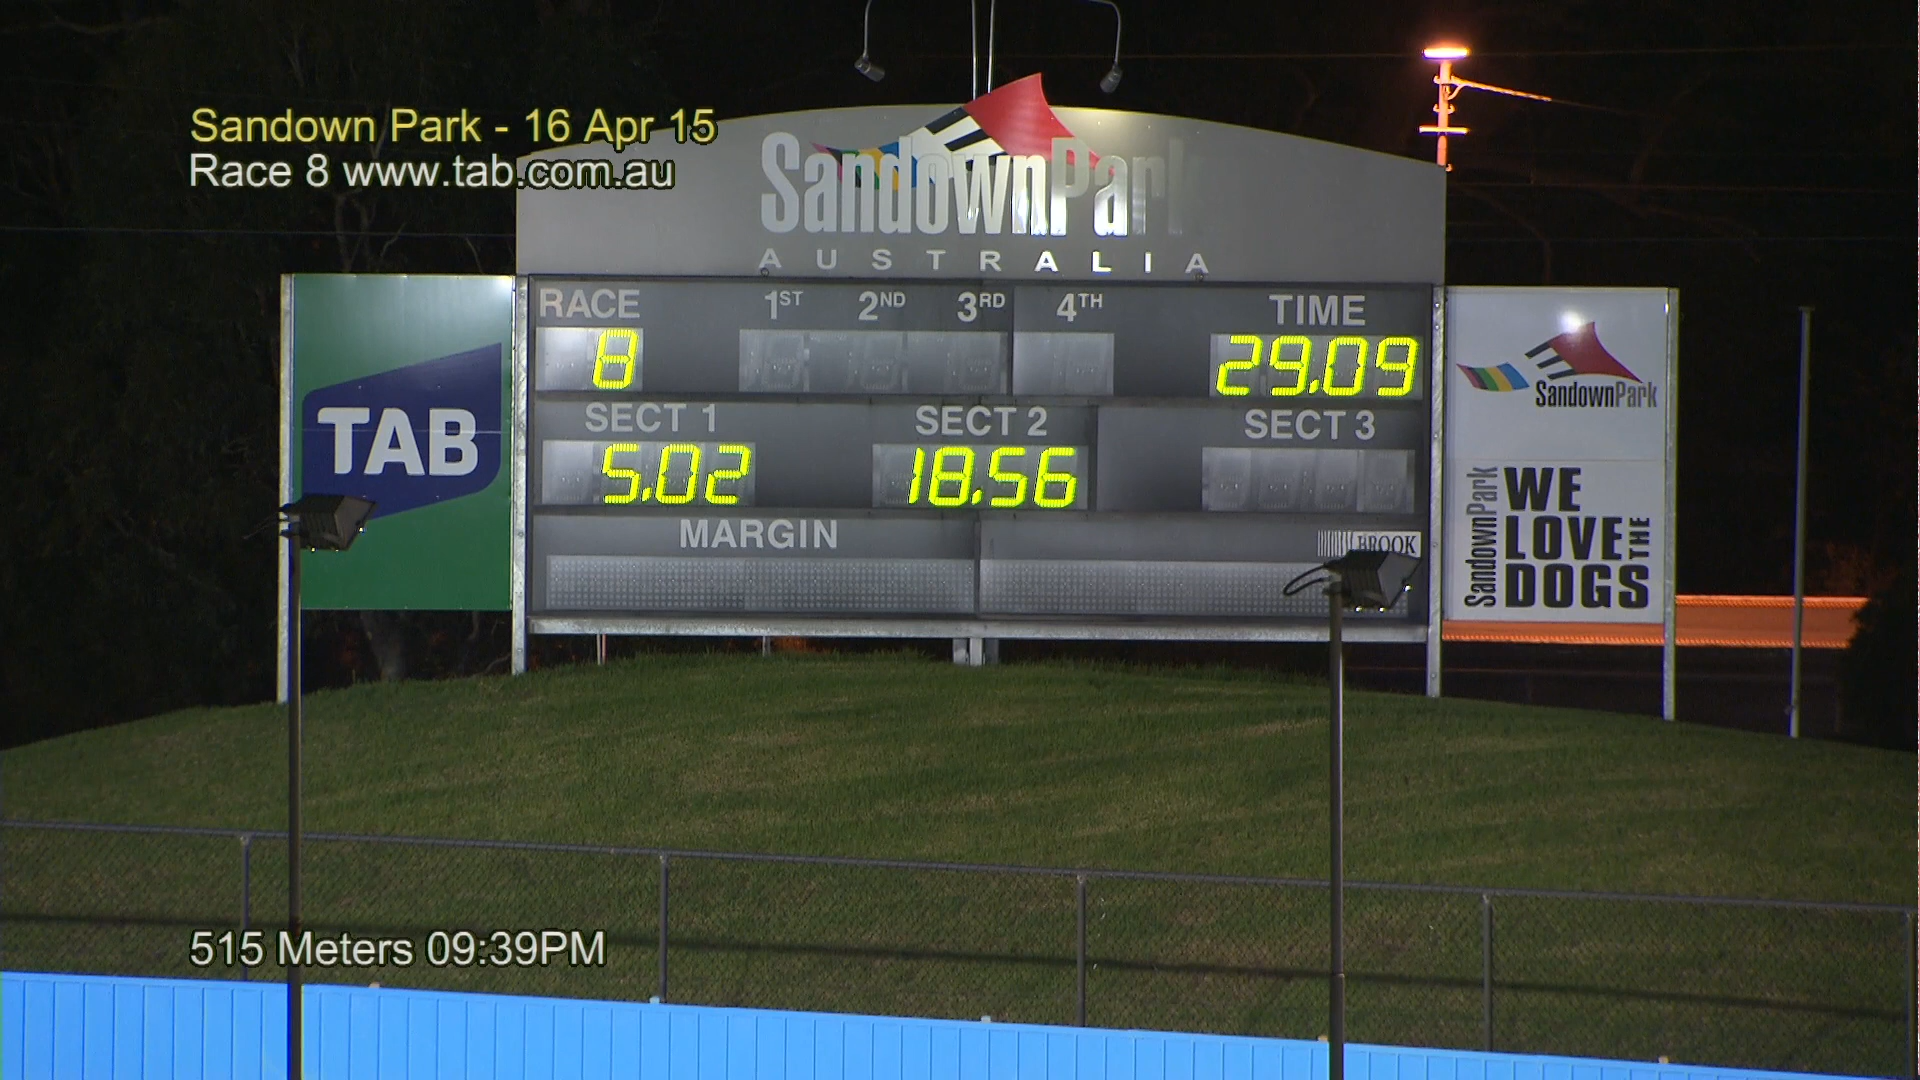 Sandown Park - 16 Apr 15
Race 8 www.tab.com.au
SandownPark
AUSTRALIA
RACE 1ST 2ND 3RD 4TH TIME
8 29.09
SECT 1 SECT 2 SECT 3
5.02 18.56
MARGIN
BROOK
TAB
SandownPark
SandownPark
WE
LOVE THE
DOGS
515 Meters 09:39PM